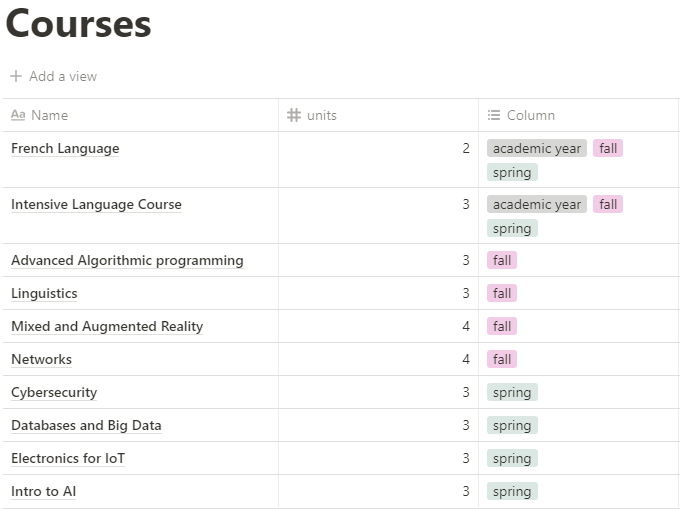 Courses
Add a view
Aa Name # units Column
French Language 2 academic year fall
spring
Intensive Language Course 3 academic year fall
spring
Advanced Algorithmic programming 3 fall
Linguistics 3 fall
Mixed and Augmented Reality 4 fall
Networks 4 fall
Cybersecurity 3 spring
Databases and Big Data 3 spring
Electronics for IoT 3 spring
Intro to AI 3 spring